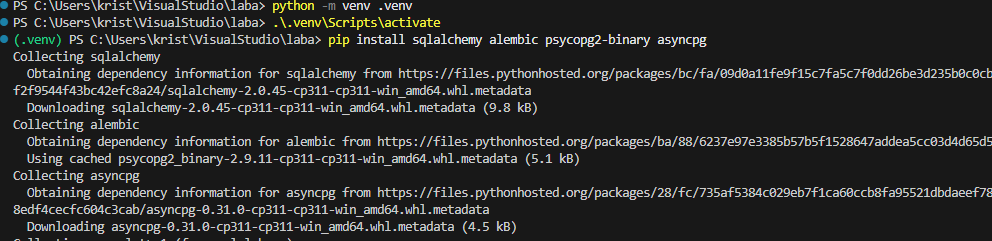 PS C:\Users\krist\VisualStudio\laba> python -m venv .venv
PS C:\Users\krist\VisualStudio\laba> .\.venv\Scripts\activate
(.venv) PS C:\Users\krist\VisualStudio\laba> pip install sqlalchemy alembic psycopg2-binary asyncpg
Collecting sqlalchemy
Obtaining dependency information for sqlalchemy from https://files.pythonhosted.org/packages/bc/fa/09d0a11fe9f15c7fa5c7f0dd26be3d235b0c0cb
f2f9544f43bc42efc8a24/sqlalchemy-2.0.45-cp311-cp311-win_amd64.whl.metadata
Downloading sqlalchemy-2.0.45-cp311-cp311-win_amd64.whl.metadata (9.8 kB)
Collecting alembic
Obtaining dependency information for alembic from https://files.pythonhosted.org/packages/ba/88/6237e97e3385b57b5f1528647addea5cc03d4d65d5
Using cached psycopg2_binary-2.9.11-cp311-cp311-win_amd64.whl.metadata (5.1 kB)
Collecting asyncpg
Obtaining dependency information for asyncpg from https://files.pythonhosted.org/packages/28/fc/735af5384c029eb7f1ca60ccb8fa95521dbdaeef78
8edf4cecfc604c3cab/asyncpg-0.31.0-cp311-cp311-win_amd64.whl.metadata
Downloading asyncpg-0.31.0-cp311-cp311-win_amd64.whl.metadata (4.5 kB)